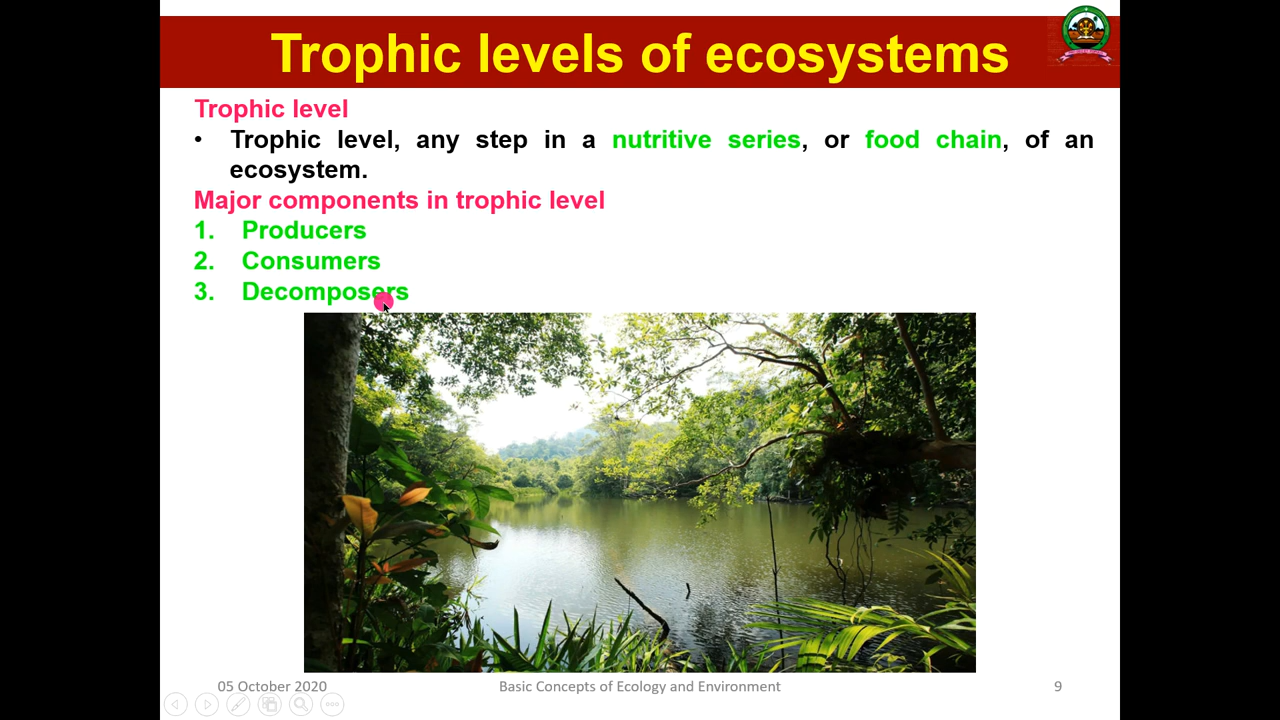 Trophic levels of ecosystems
Trophic level
• Trophic level, any step in a nutritive series, or food chain, of an
ecosystem.
Major components in trophic level
1. Producers
2. Consumers
3. Decomposers
05 October 2020
Basic Concepts of Ecology and Environment
9